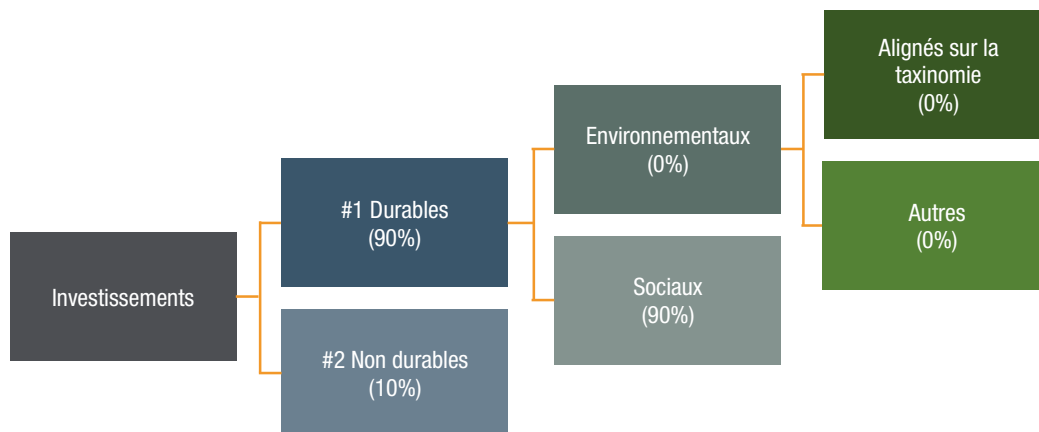 Investissements
#1 Durables
(90%)
#2 Non durables
(10%)
Environnementaux
(0%)
Sociaux
(90%)
Alignés sur la
taxinomie
(0%)
Autres
(0%)